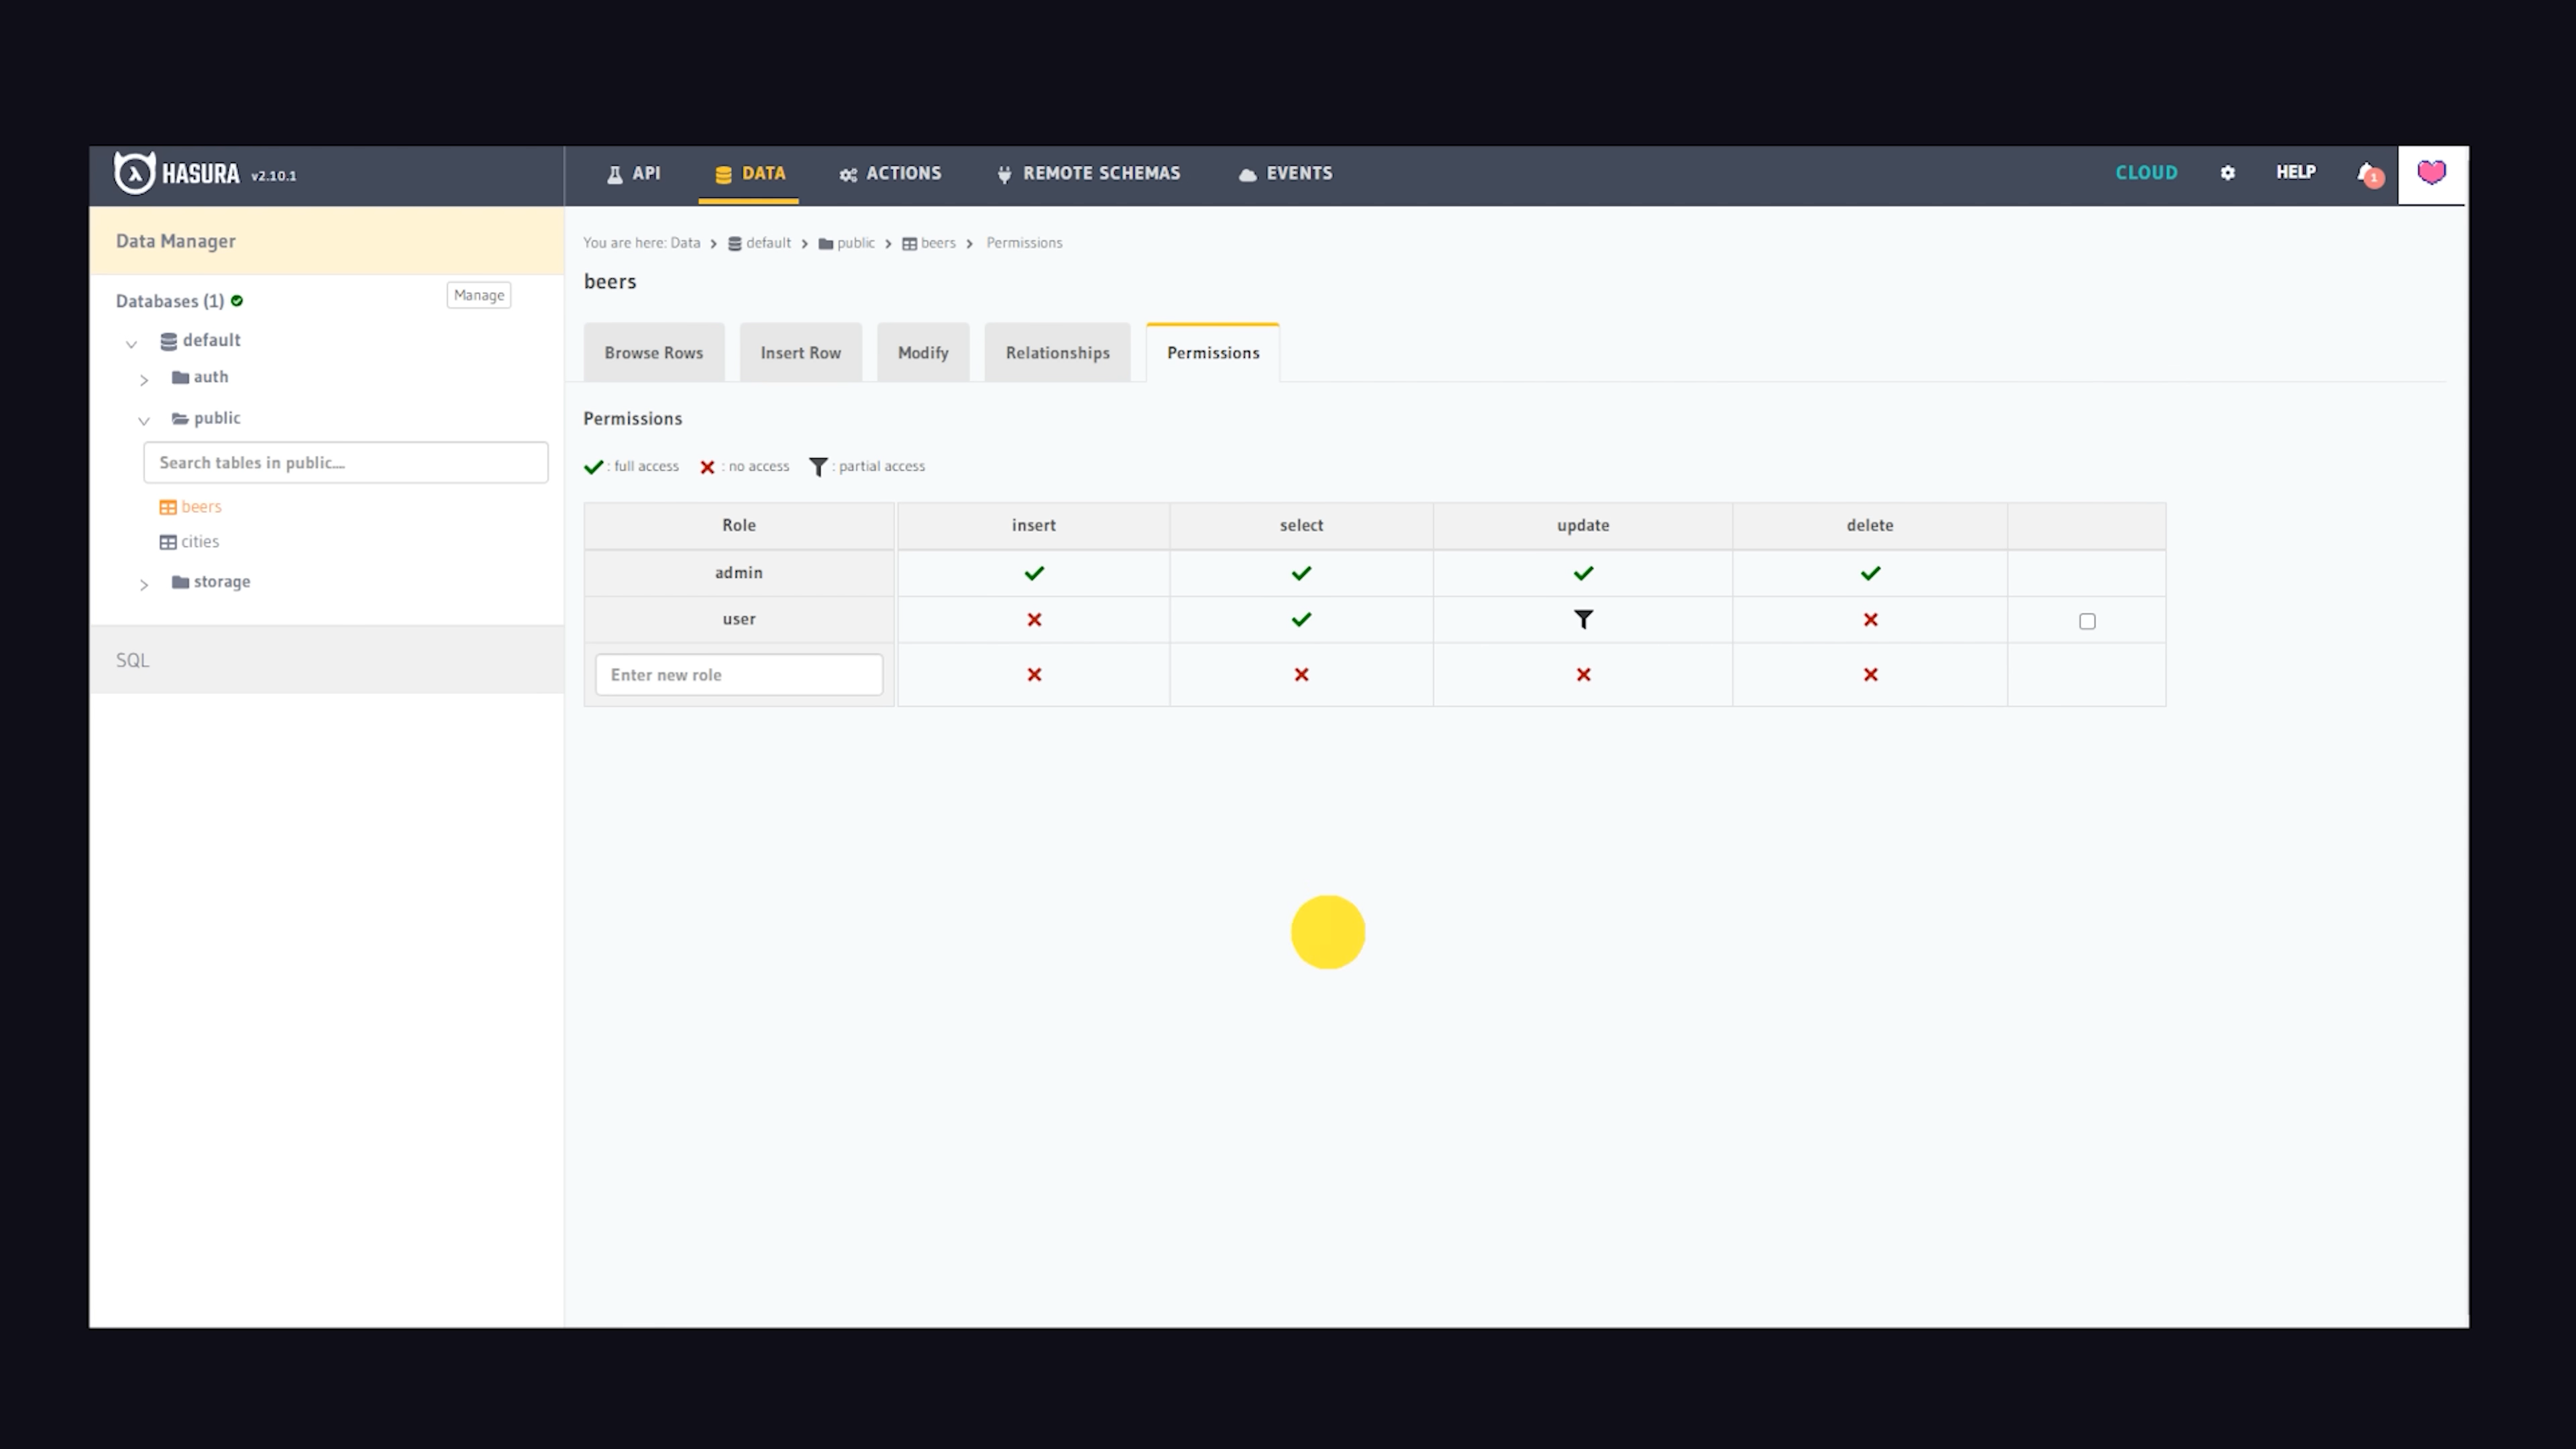 HASURA v2.10.1
API DATA ACTIONS REMOTE SCHEMAS EVENTS
CLOUD HELP 1
Data Manager
Databases (1) Manage
default
auth
public
Search tables in public....
beers
cities
storage
SQL
You are here: Data > default > public > beers > Permissions
beers
Browse Rows Insert Row Modify Relationships Permissions
Permissions
: full access : no access : partial access
Role insert select update delete
admin
user
Enter new role